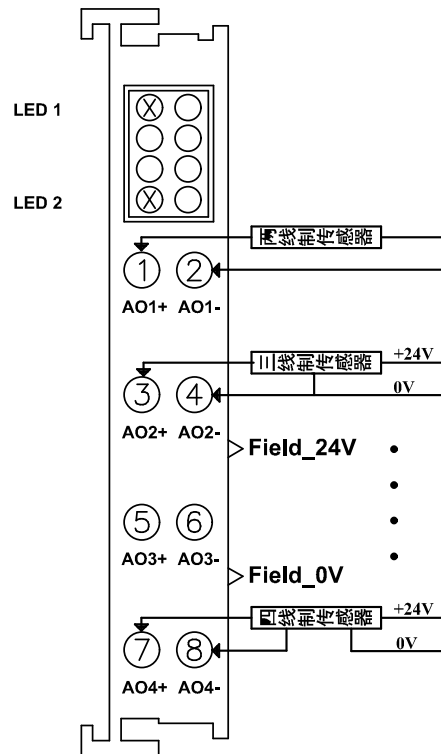 LED 1
LED 2
两线制传感器
① ②
AO1+ AO1-
三线制传感器 +24V
③ ④ 0V
AO2+ AO2-
Field_24V
⑤ ⑥
AO3+ AO3-
Field_0V
四线制传感器 +24V
⑦ ⑧ 0V
AO4+ AO4-